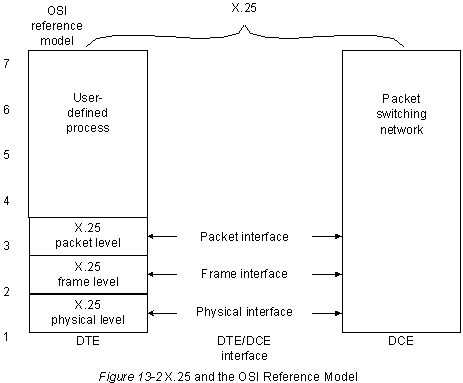 OSI
reference
model
X.25
7
6
5
4
3
2
1
User-
defined
process
Packet
switching
network
X.25
packet level
Packet interface
X.25
frame level
Frame interface
X.25
physical level
Physical interface
DTE
DTE/DCE
interface
DCE
Figure 13-2 X.25 and the OSI Reference Model